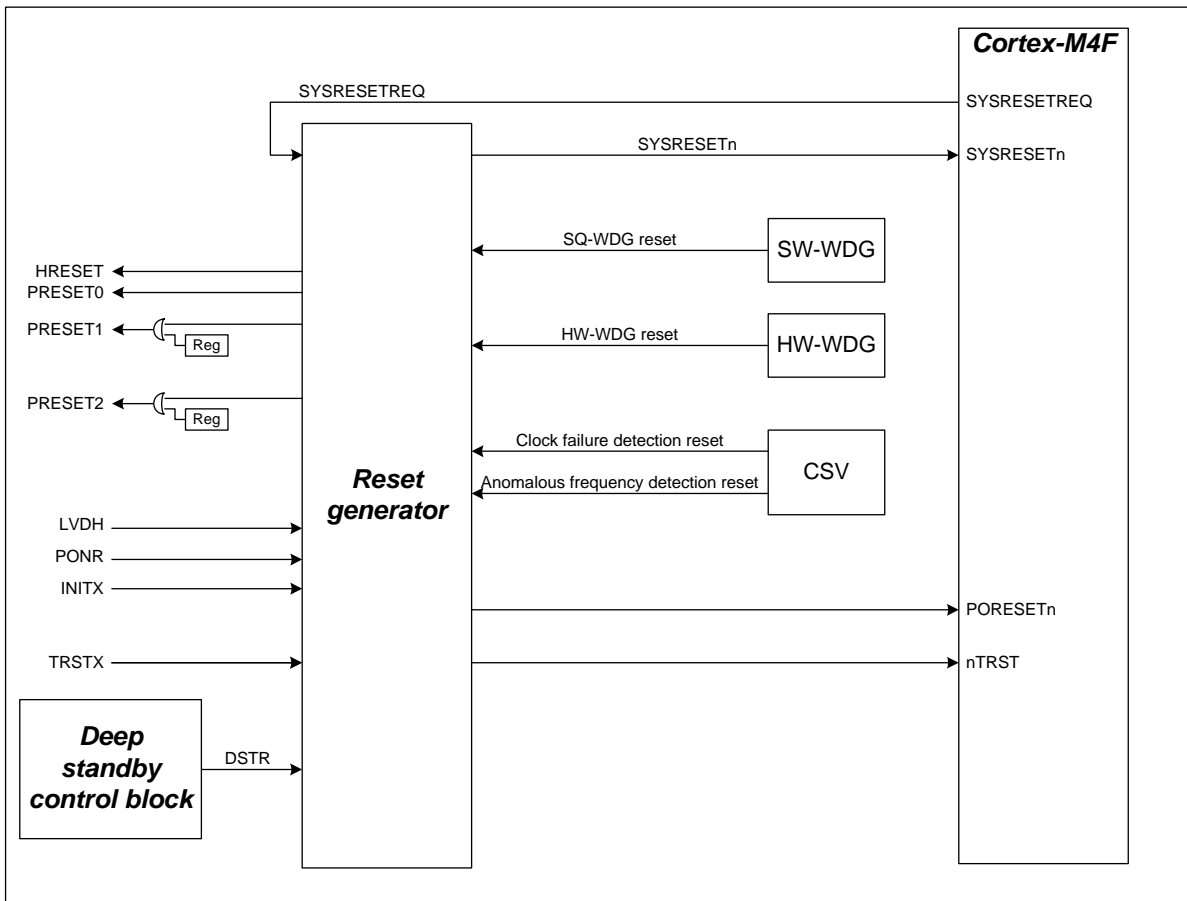 Cortex-M4F
SYSRESETREQ
SYSRESETREQ
SYSRESETn
SYSRESETn
SQ-WDG reset
SW-WDG
HRESET
PRESET0
PRESET1
Reg
HW-WDG reset
HW-WDG
PRESET2
Reg
Clock failure detection reset
CSV
Anomalous frequency detection reset
Reset
generator
LVDH
PONR
INITX
PORESETn
TRSTX
nTRST
Deep
standby
control block
DSTR